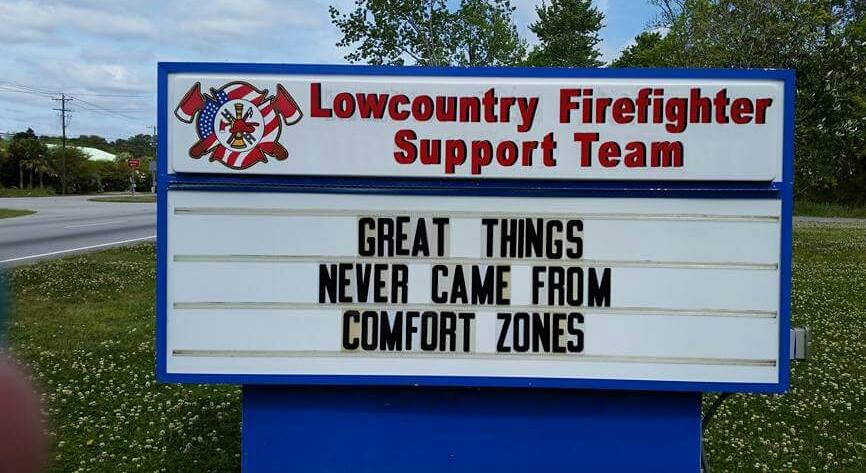 Lowcountry Firefighter
Support Team
GREAT THINGS
NEVER CAME FROM
COMFORT ZONES